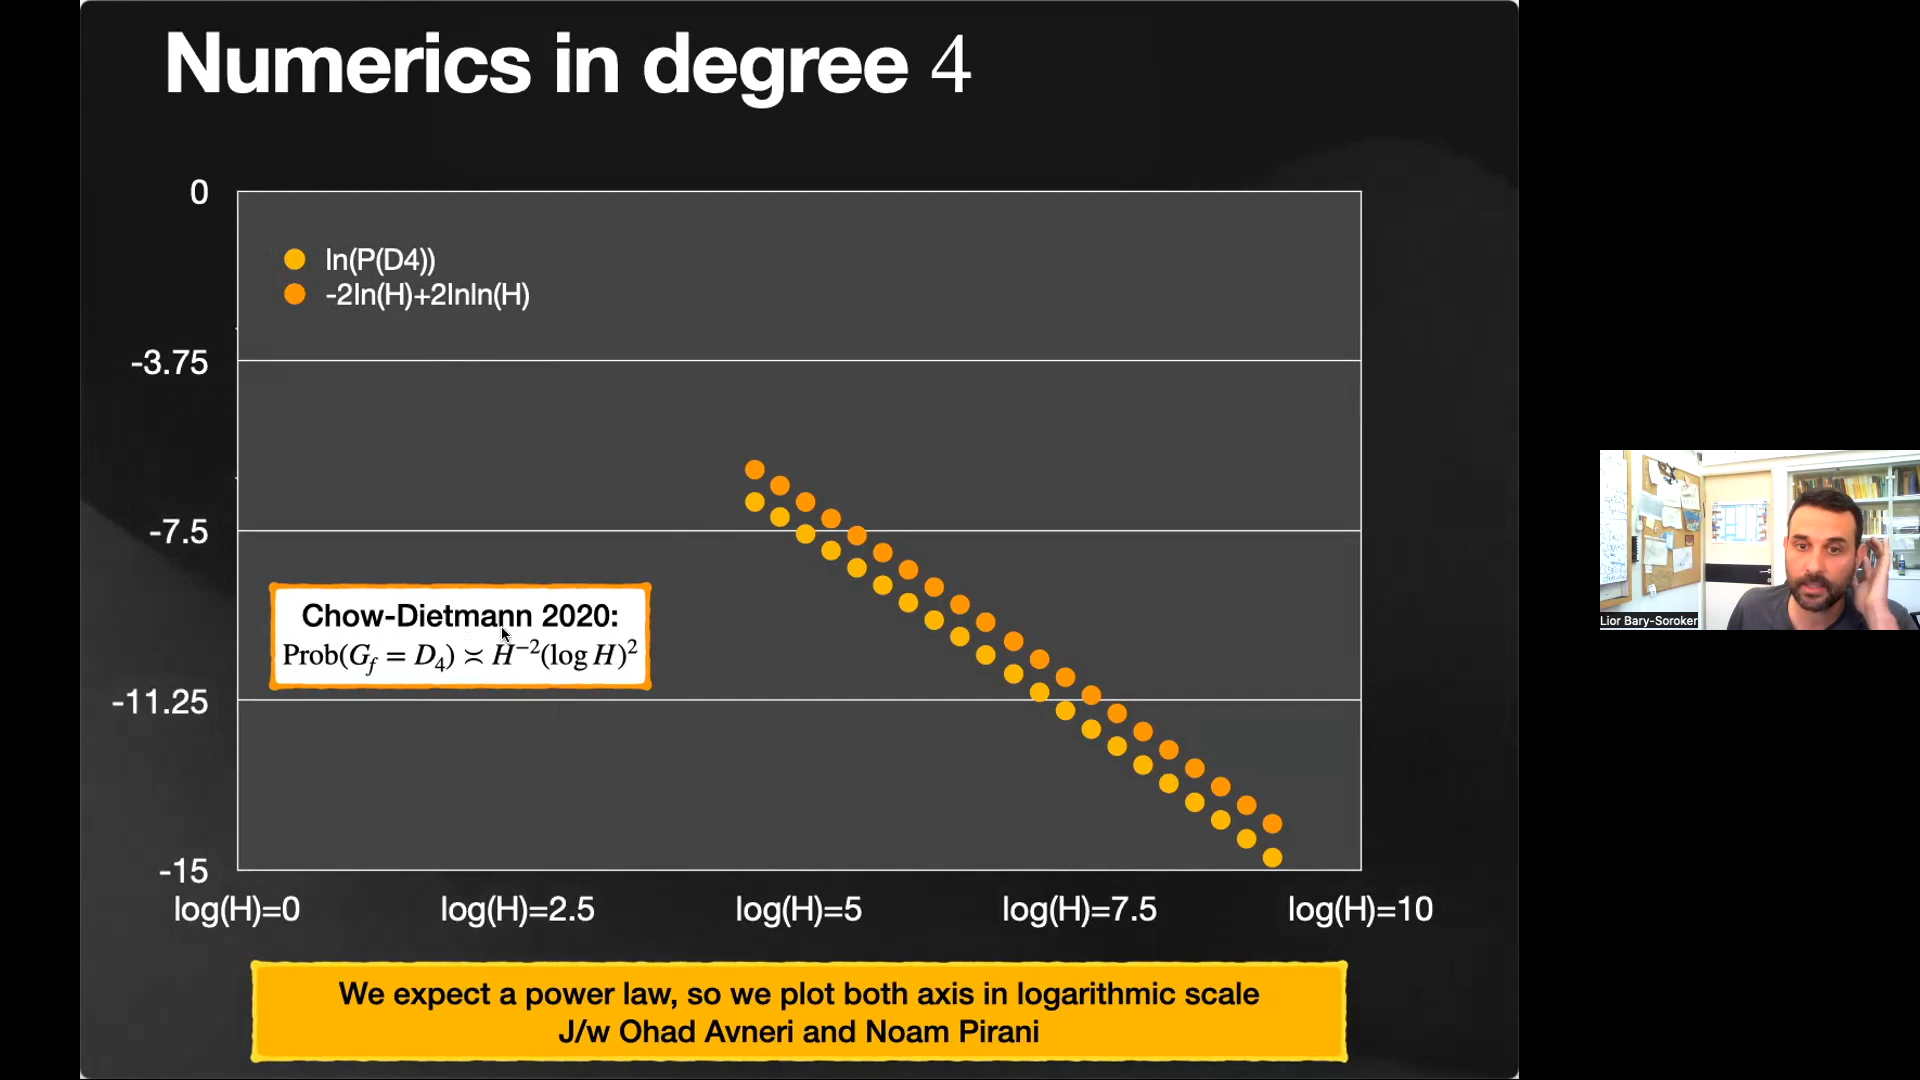 Numerics in degree 4
0
ln(P(D4))
-2ln(H)+2lnln(H)
-3.75
-7.5
Chow-Dietmann 2020:
Prob(G_f = D_4) ≍ H^{-2}(log H)^2
-11.25
-15
log(H)=0 log(H)=2.5 log(H)=5 log(H)=7.5 log(H)=10
We expect a power law, so we plot both axis in logarithmic scale
J/w Ohad Avneri and Noam Pirani
Lior Bary-Soroker